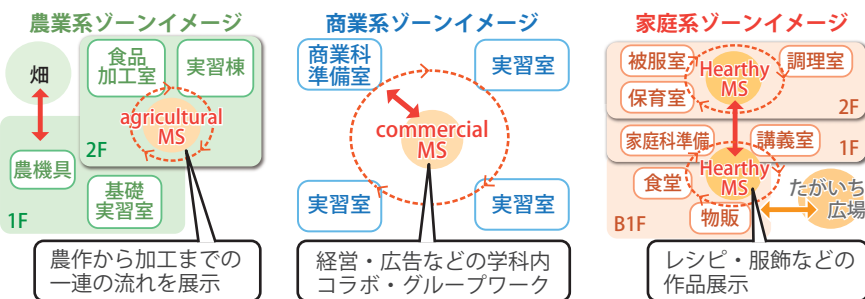 農業系ゾーンイメージ
畑
食品
加工室
実習棟
agricultural
MS
2F
農機具
基礎
実習室
1F
農作から加工までの
一連の流れを展示
商業系ゾーンイメージ
商業科
準備室
実習室
commercial
MS
実習室
実習室
経営・広告などの学科内
コラボ・グループワーク
家庭系ゾーンイメージ
被服室
Hearthy
MS
調理室
保育室
2F
家庭科準備
講義室
1F
Hearthy
MS
食堂
たがいち
広場
物販
B1F
レシピ・服飾などの
作品展示